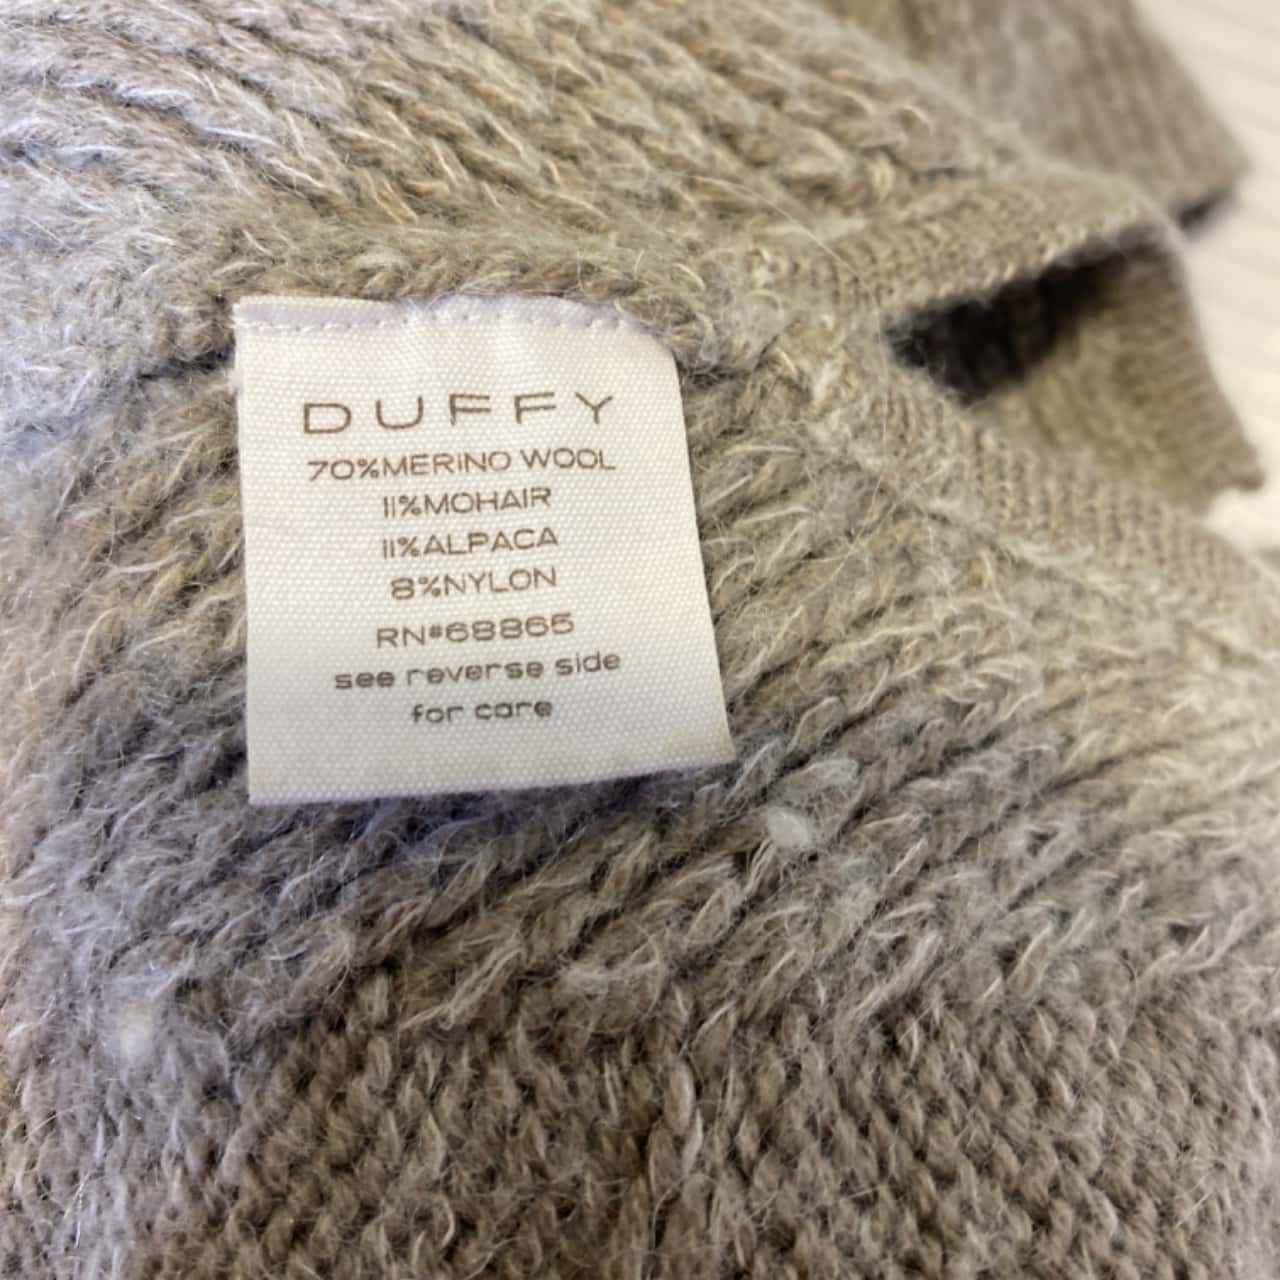 DUFFY
70%MERINO WOOL
11%MOHAIR
11%ALPACA
8%NYLON
RN#68865
see reverse side
for care